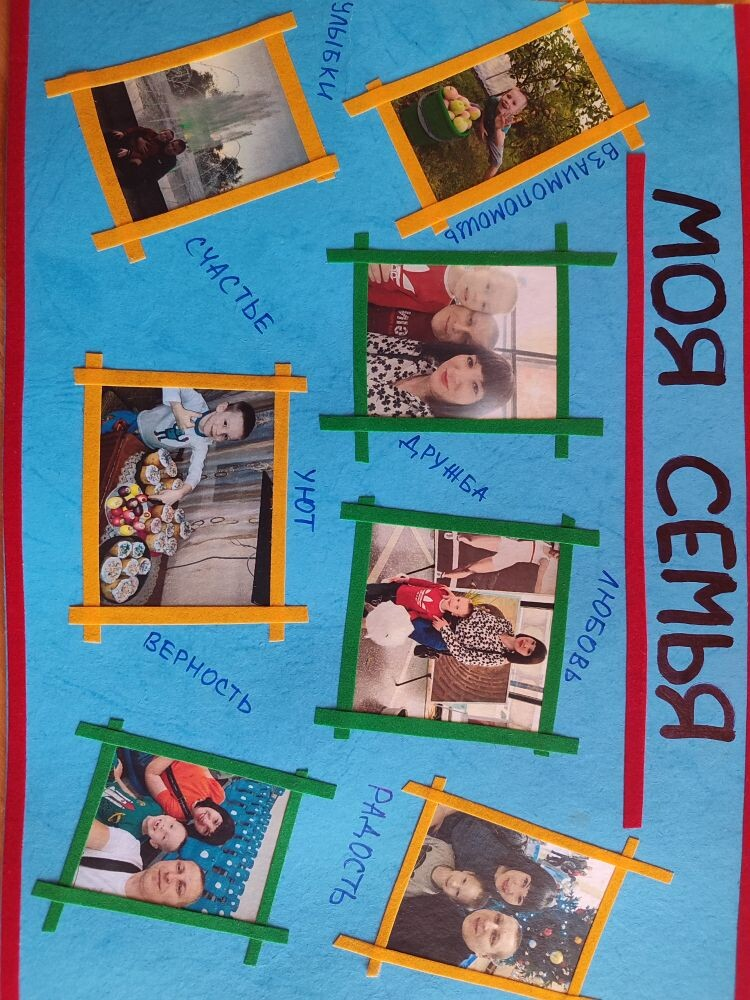 МОЯ СЕМЬЯ
ВЗАИМОПОМОЩЬ
ЛЮБОВЬ
УЛЫБКИ
ДРУЖБА
РАДОСТЬ
УЮТ
СЧАСТЬЕ
ВЕРНОСТЬ